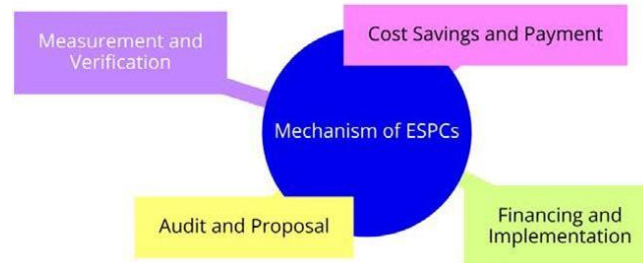 Measurement and
Verification
Cost Savings and Payment
Mechanism of ESPCs
Audit and Proposal
Financing and
Implementation